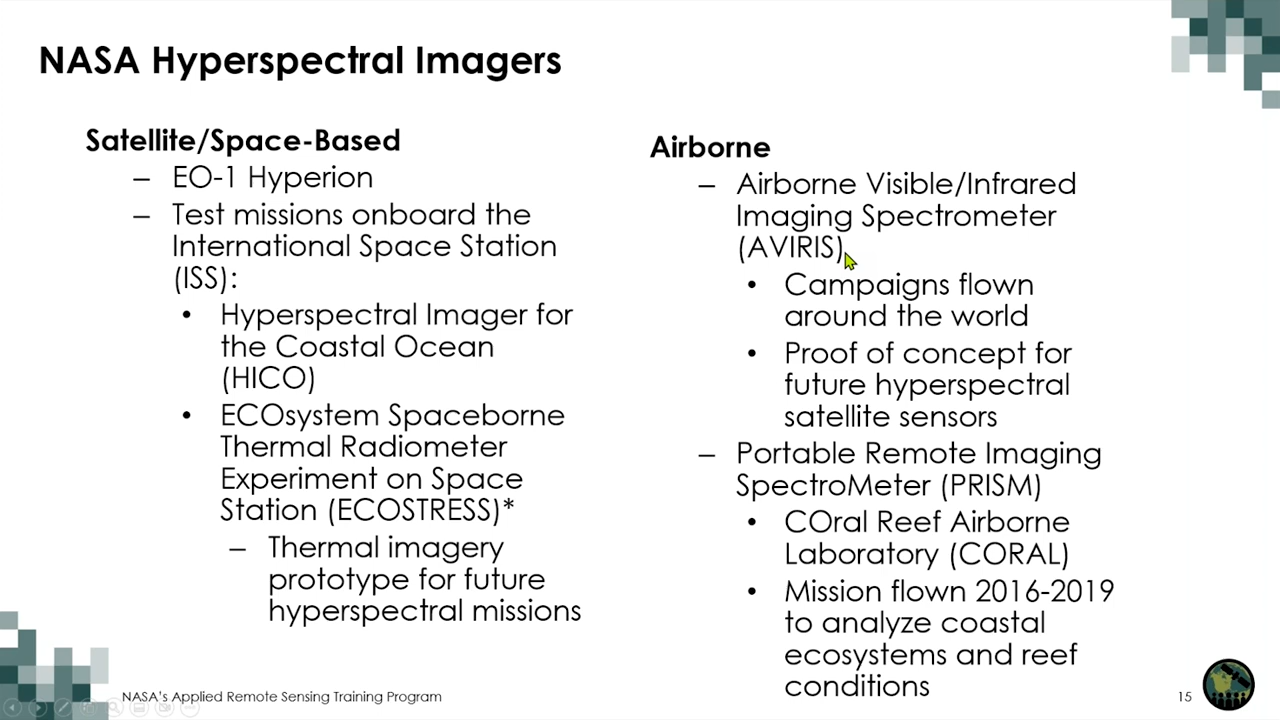 NASA Hyperspectral Imagers
Satellite/Space-Based
– EO-1 Hyperion
– Test missions onboard the
International Space Station
(ISS):
• Hyperspectral Imager for
the Coastal Ocean
(HICO)
• ECOsystem Spaceborne
Thermal Radiometer
Experiment on Space
Station (ECOSTRESS)*
– Thermal imagery
prototype for future
hyperspectral missions
Airborne
– Airborne Visible/Infrared
Imaging Spectrometer
(AVIRIS)
• Campaigns flown
around the world
• Proof of concept for
future hyperspectral
satellite sensors
– Portable Remote Imaging
SpectroMeter (PRISM)
• COral Reef Airborne
Laboratory (CORAL)
• Mission flown 2016-2019
to analyze coastal
ecosystems and reef
conditions
NASA's Applied Remote Sensing Training Program
15